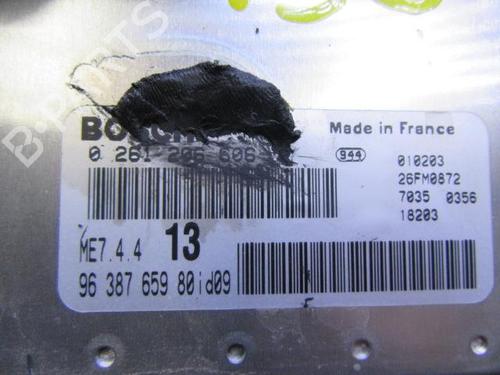 BOSCH
Made in France
0 261 206 606
944
010203
26FM0872
7035 0356
18203
ME7.4.4 13
96 387 659 80id09